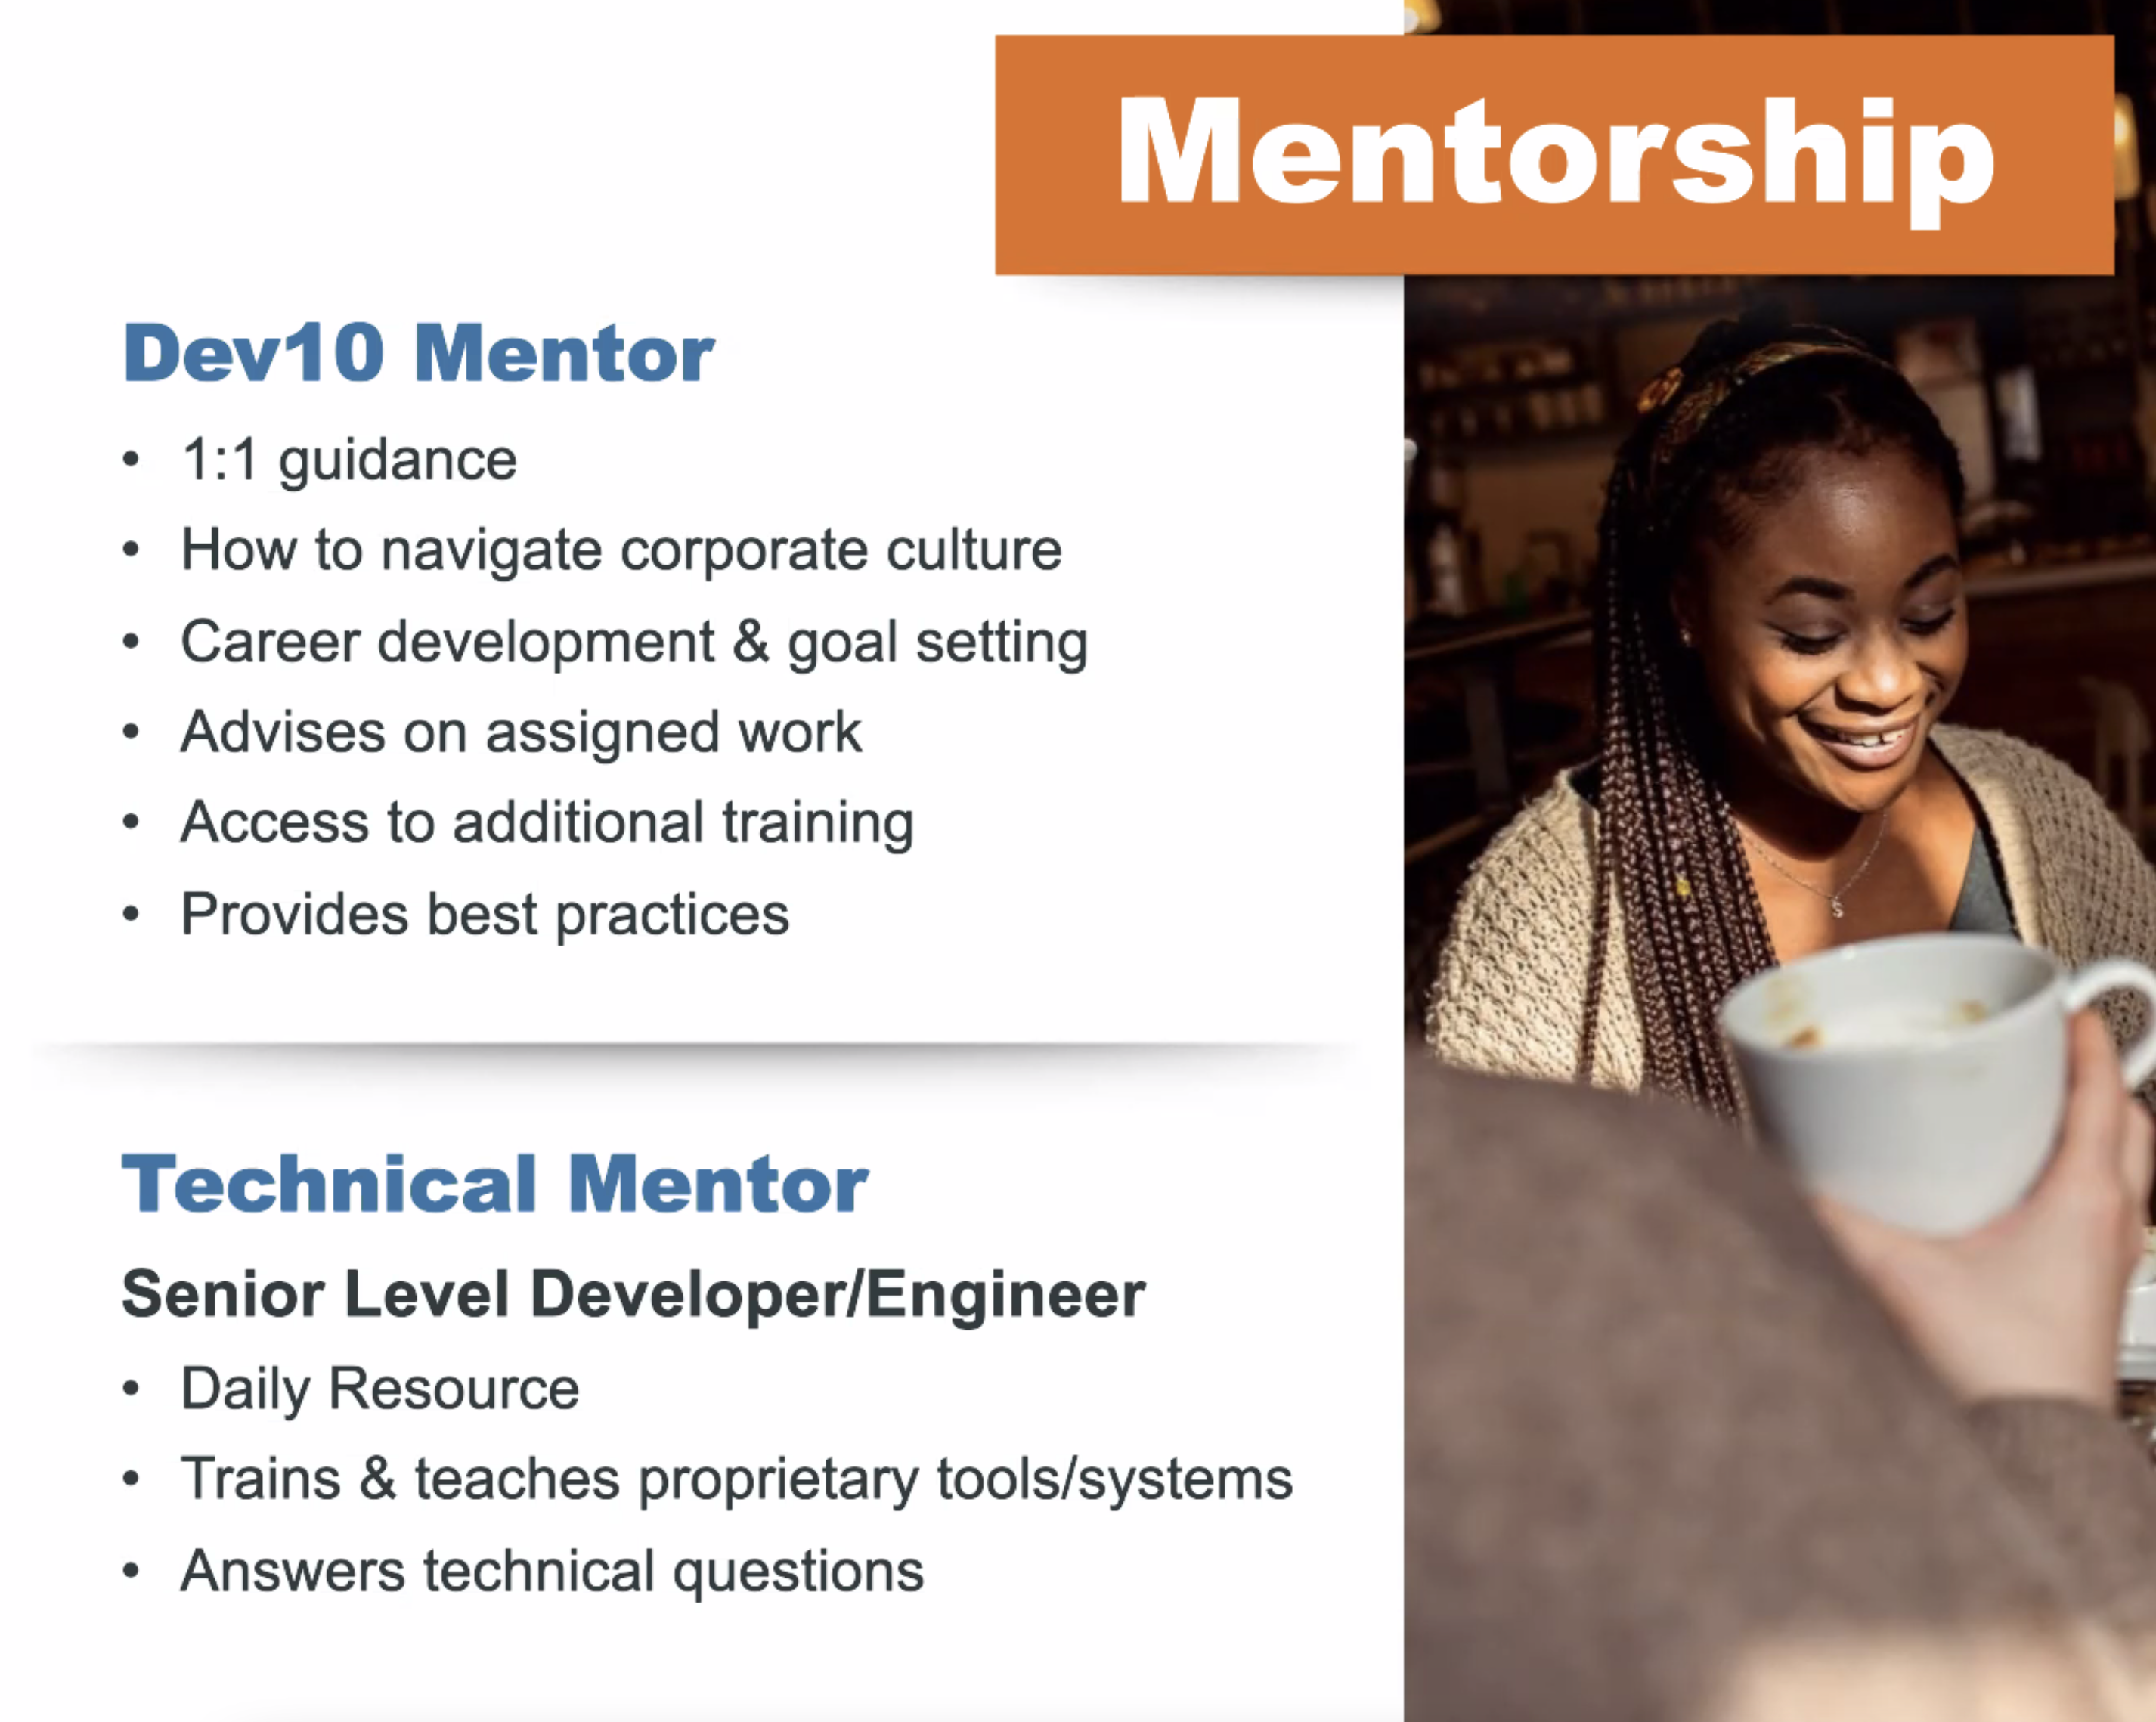 Mentorship
Dev10 Mentor
• 1:1 guidance
• How to navigate corporate culture
• Career development & goal setting
• Advises on assigned work
• Access to additional training
• Provides best practices
Technical Mentor
Senior Level Developer/Engineer
• Daily Resource
• Trains & teaches proprietary tools/systems
• Answers technical questions